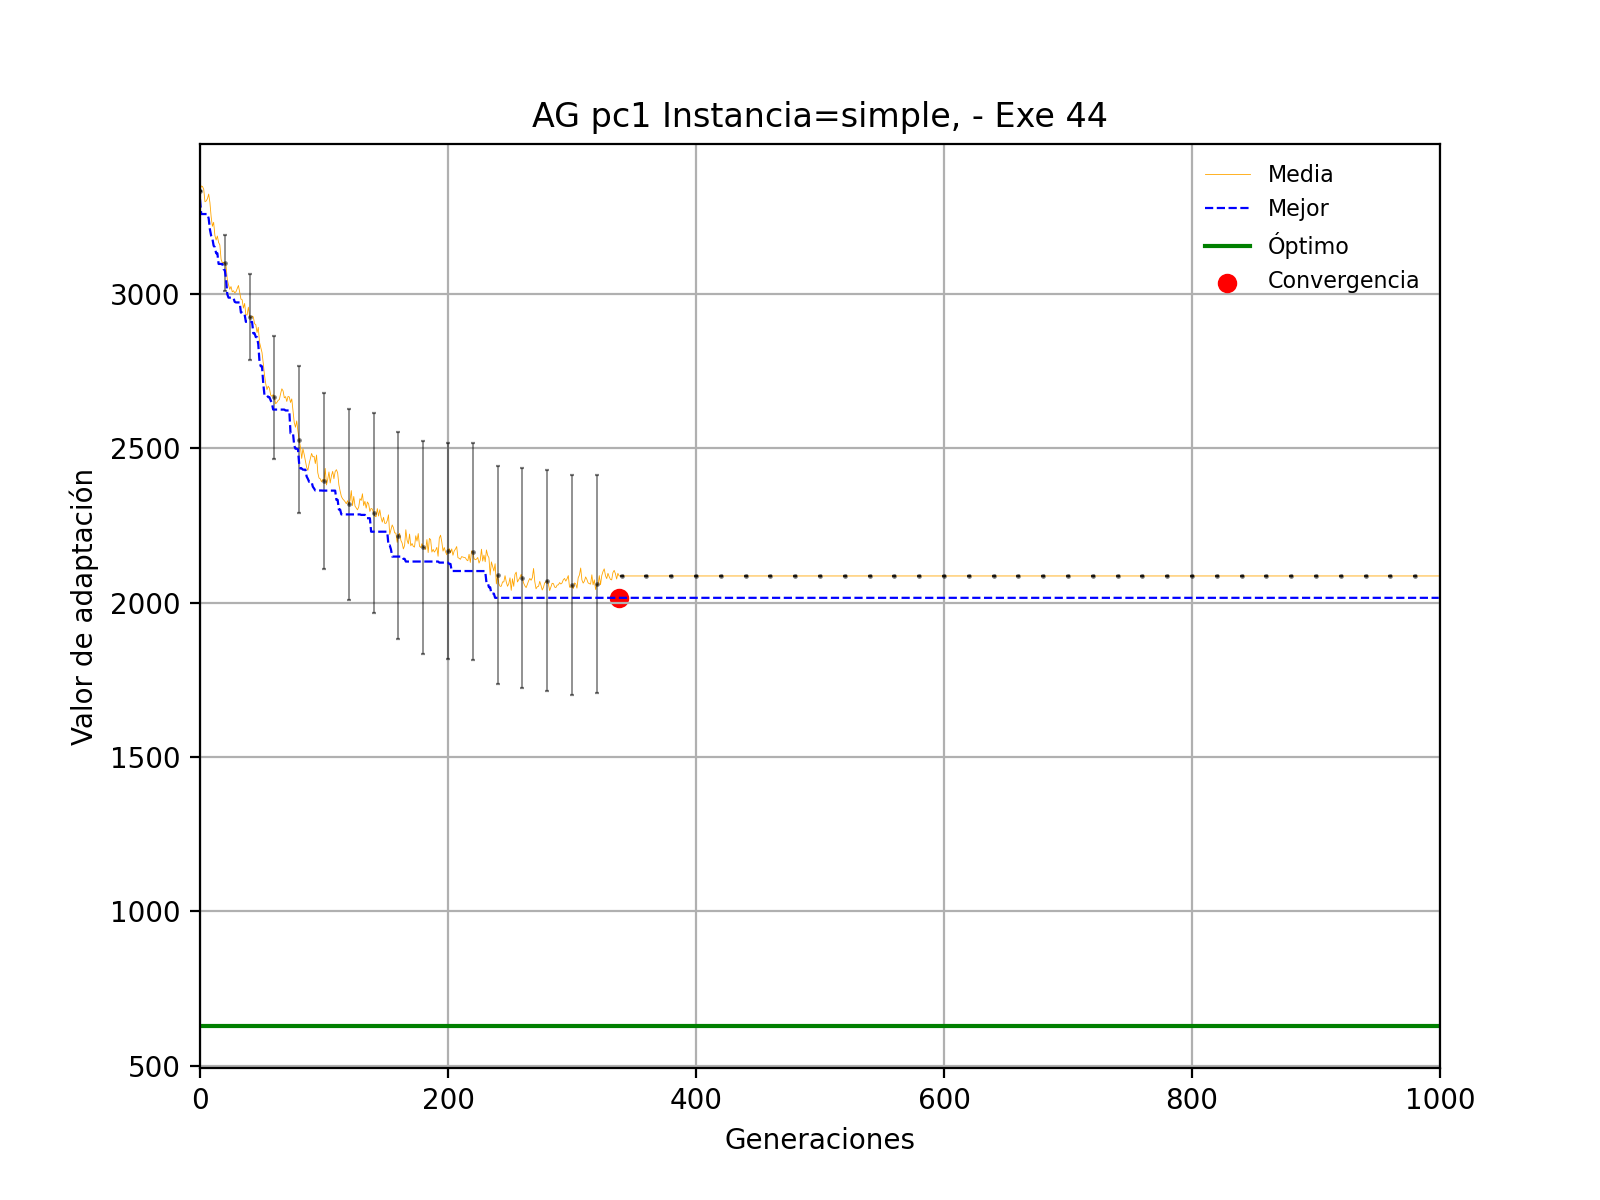 AG pc1 Instancia=simple, - Exe 44
Media
Mejor
Óptimo
Convergencia
3000
2500
2000
1500
1000
500
Valor de adaptación
0 200 400 600 800 1000
Generaciones